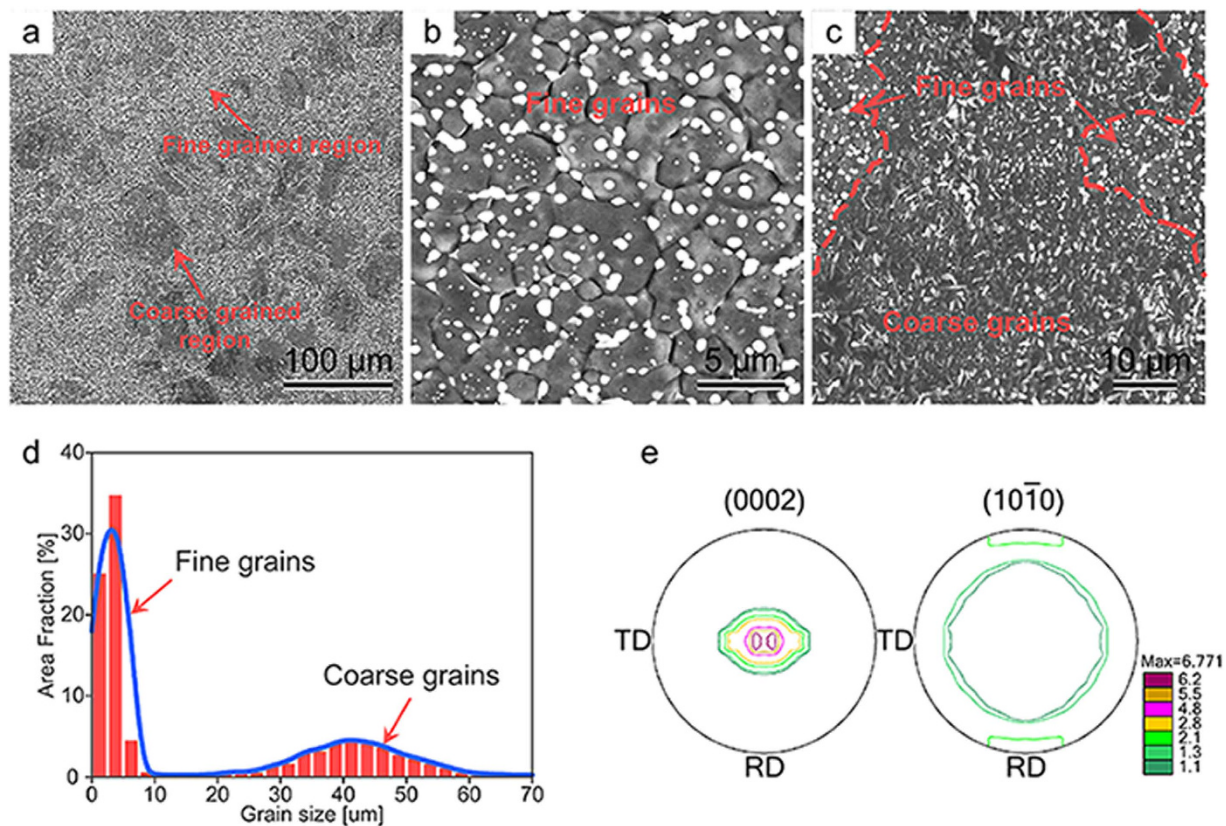 a
Fine grained region
Coarse grained
region
100 µm
b
Fine grains
5 µm
c
Fine grains
Coarse grains
10 µm
d
40
30
20
10
0
Area Fraction [%]
Fine grains
Coarse grains
0 10 20 30 40 50 60 70
Grain size [um]
e
(0002)
(101̅0)
TD
TD
RD
RD
Max=6.771
6.2
5.5
4.8
2.8
2.1
1.3
1.1